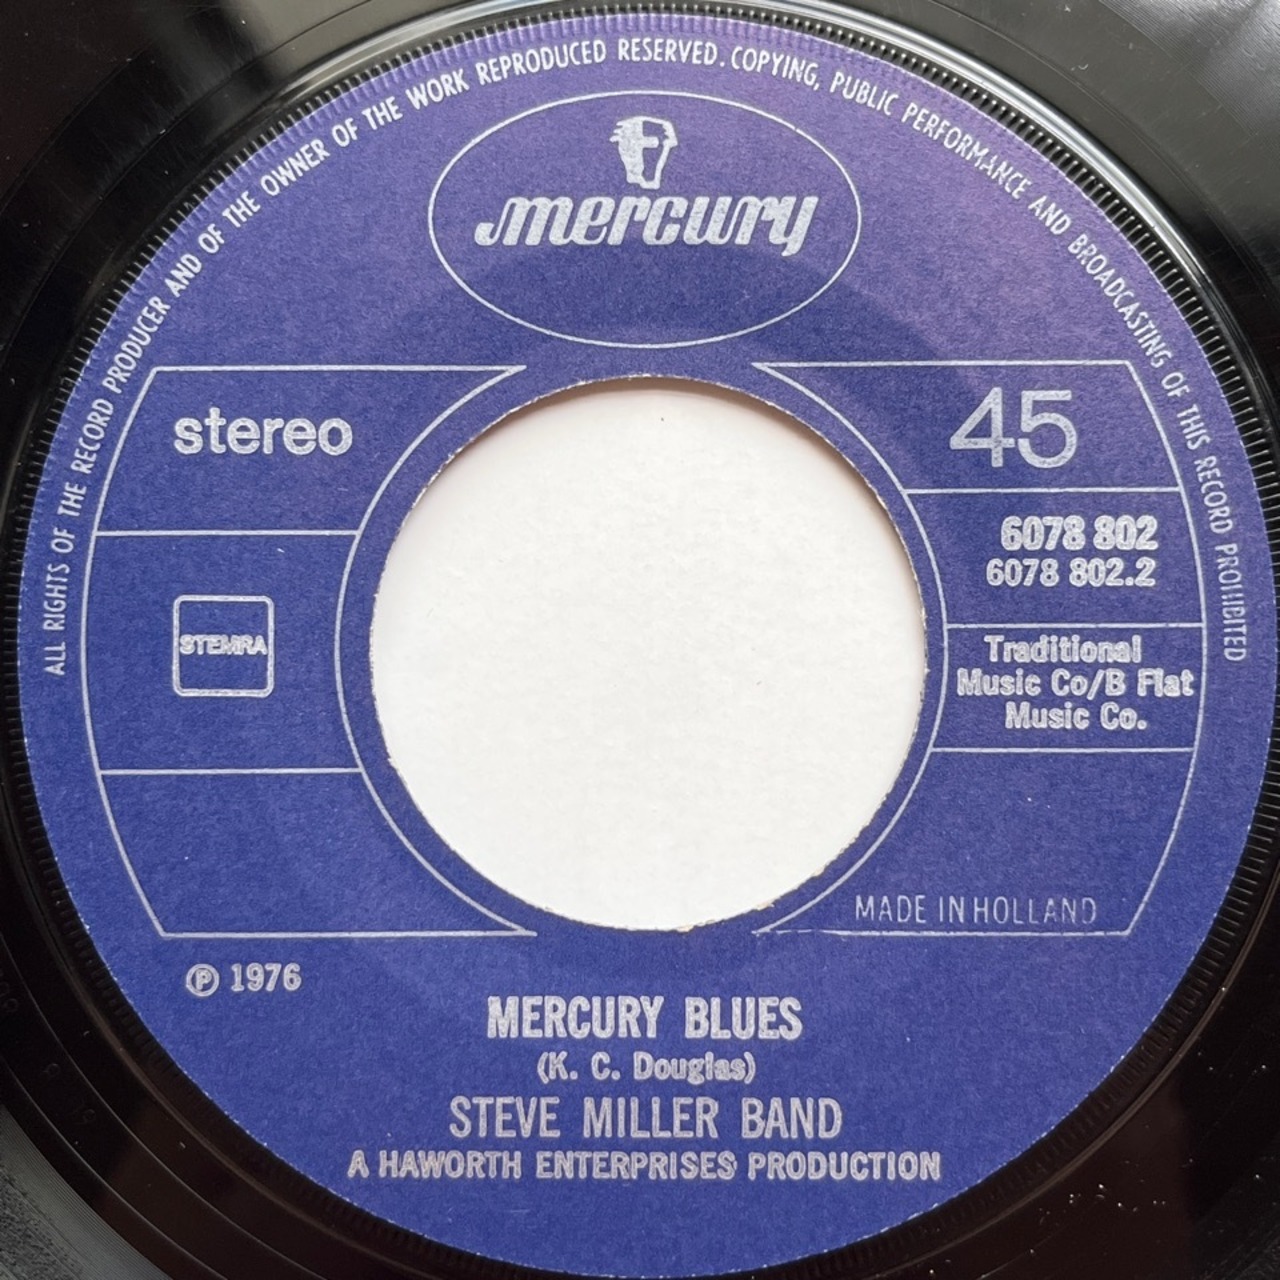 ALL RIGHTS OF THE RECORD PRODUCER AND OF THE OWNER OF THE WORK REPRODUCED RESERVED. COPYING, PUBLIC PERFORMANCE AND BROADCASTING OF THIS RECORD PROHIBITED
mercury
stereo
45
6078 802
6078 802.2
STEMRA
Traditional
Music Co/B Flat
Music Co.
MADE IN HOLLAND
℗ 1976
MERCURY BLUES
(K. C. Douglas)
STEVE MILLER BAND
A HAWORTH ENTERPRISES PRODUCTION